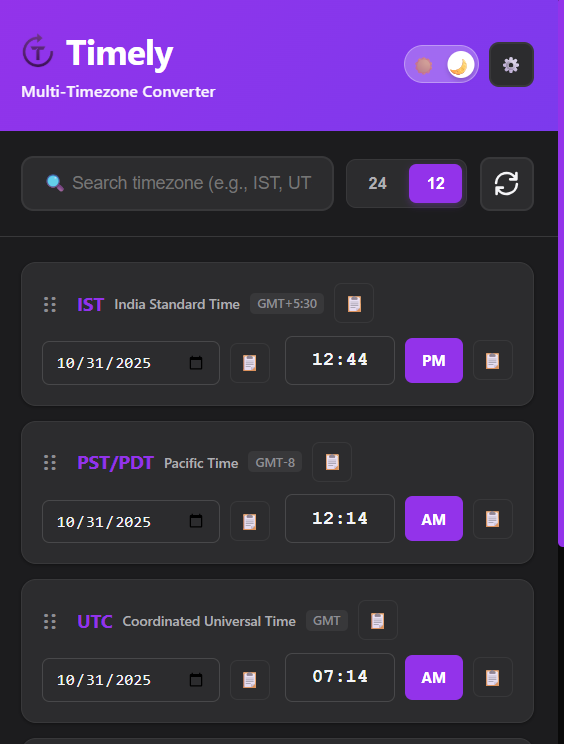 Timely
Multi-Timezone Converter
Search timezone (e.g., IST, UT
24 12
IST India Standard Time GMT+5:30
10/31/2025 12:44 PM
PST/PDT Pacific Time GMT-8
10/31/2025 12:14 AM
UTC Coordinated Universal Time GMT
10/31/2025 07:14 AM